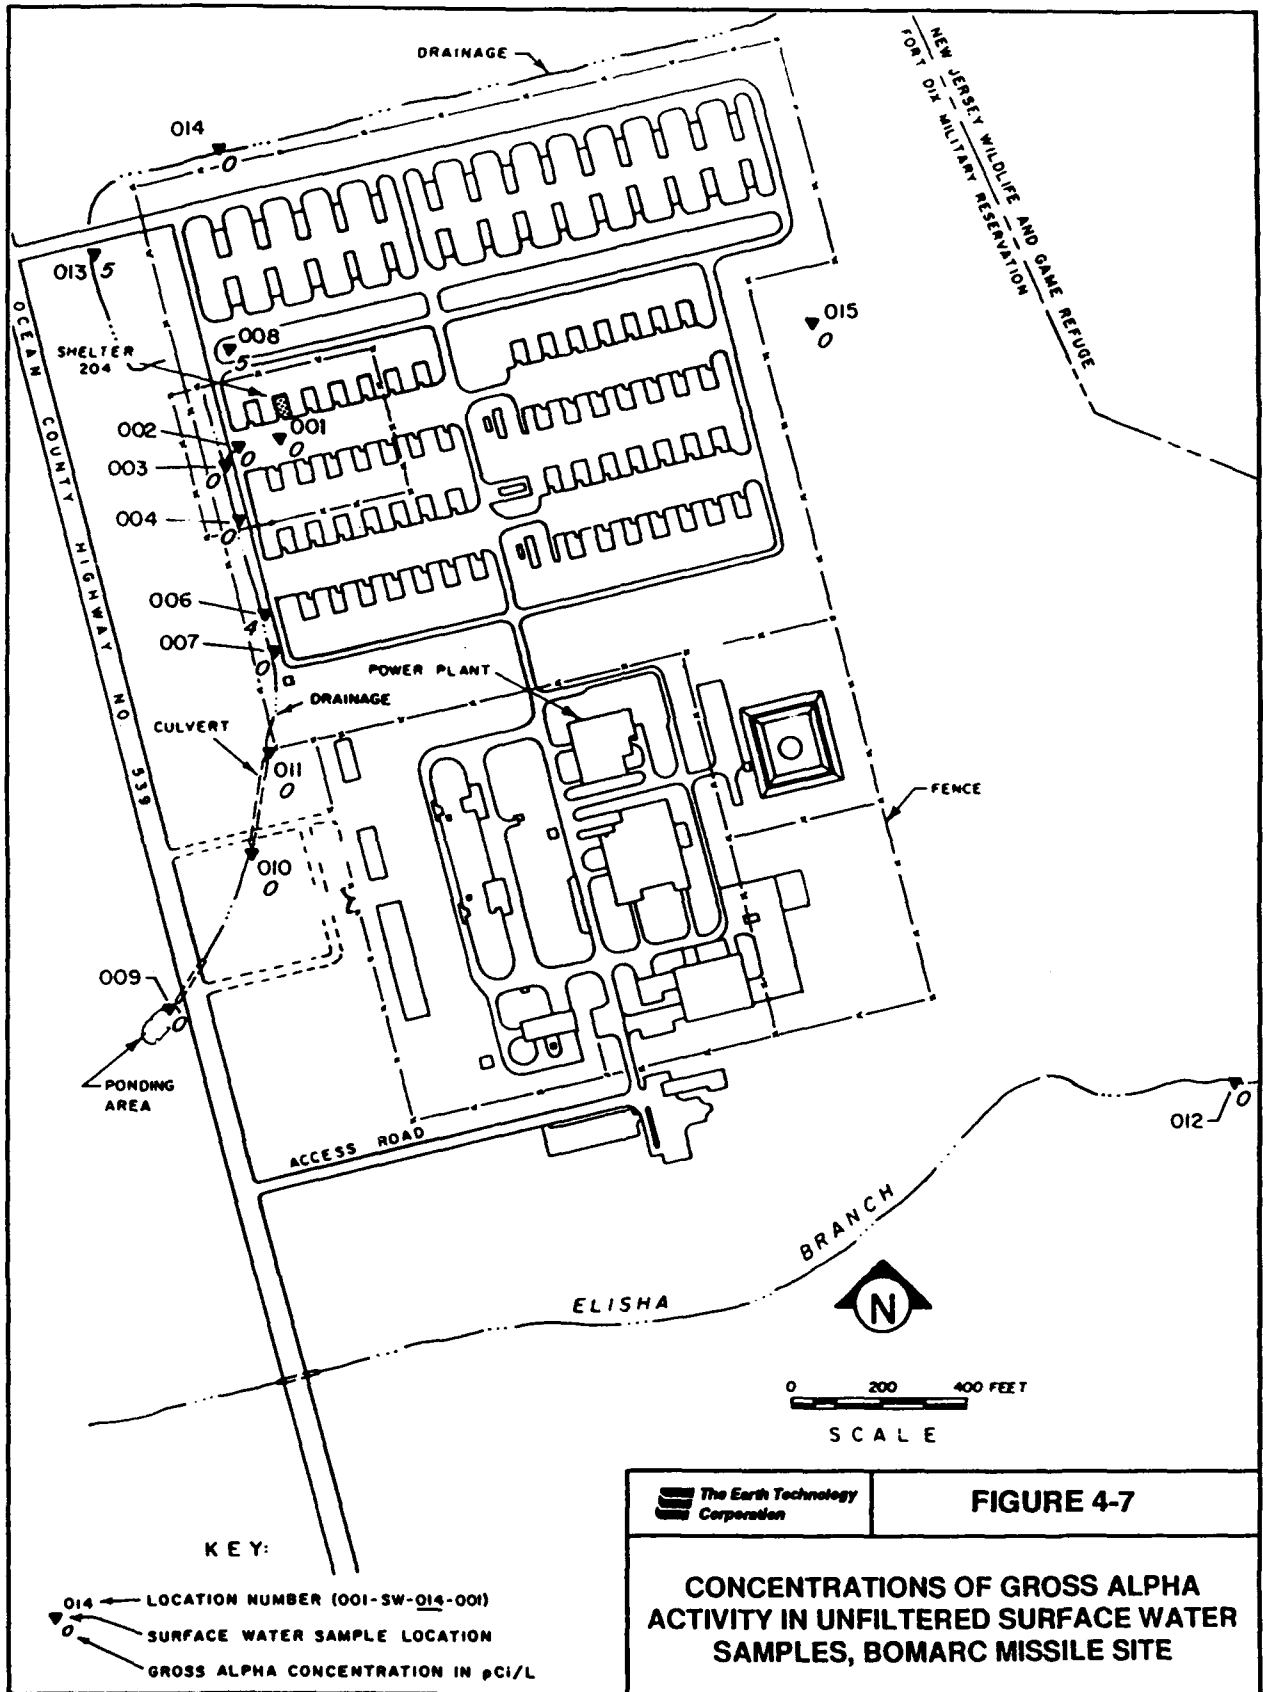 DRAINAGE
NEW JERSEY WILDLIFE AND GAME REFUGE
FORT DIX MILITARY RESERVATION
014
0
013
5
OCEAN COUNTY HIGHWAY NO 539
008
5
SHELTER
204
015
0
001
0
002
0
003
0
004
0
006
4
007
0
POWER PLANT
DRAINAGE
CULVERT
011
0
FENCE
010
0
009
0
PONDING
AREA
ACCESS ROAD
012
0
ELISHA BRANCH
N
0 200 400 FEET
SCALE
The Earth Technology
Corporation
FIGURE 4-7
CONCENTRATIONS OF GROSS ALPHA
ACTIVITY IN UNFILTERED SURFACE WATER
SAMPLES, BOMARC MISSILE SITE
KEY:
014 LOCATION NUMBER (001-SW-014-001)
SURFACE WATER SAMPLE LOCATION
0
GROSS ALPHA CONCENTRATION IN pCi/L